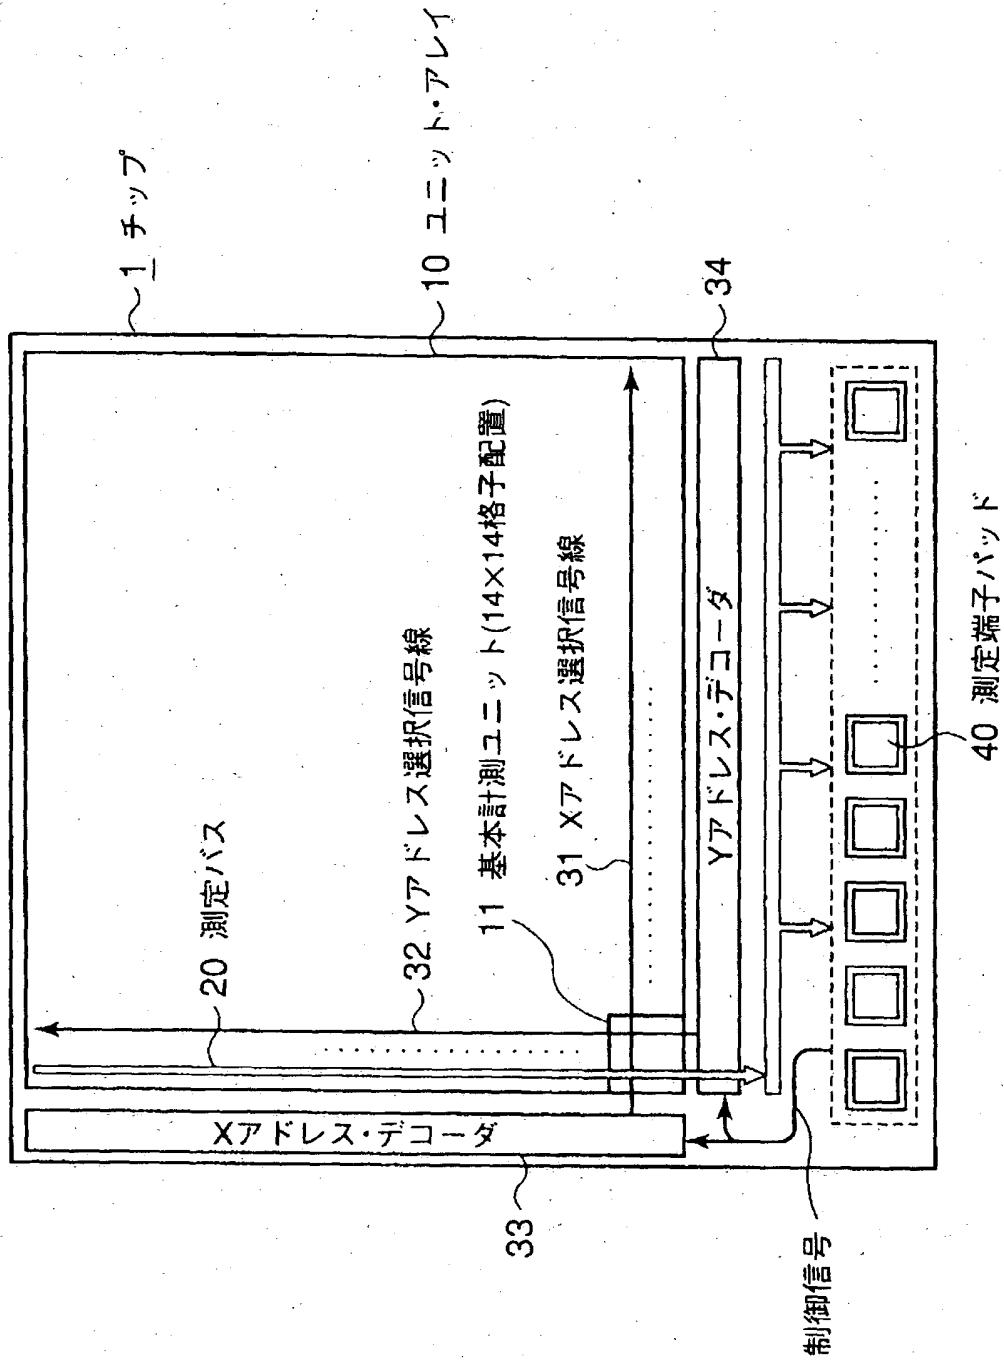 1 チップ
10 ユニット・アレイ
20 測定バス
32 Yアドレス選択信号線
11 基本計測ユニット(14×14格子配置)
31 Xアドレス選択信号線
Xアドレス・デコーダ
33
Yアドレス・デコーダ
34
制御信号
40 測定端子パッド